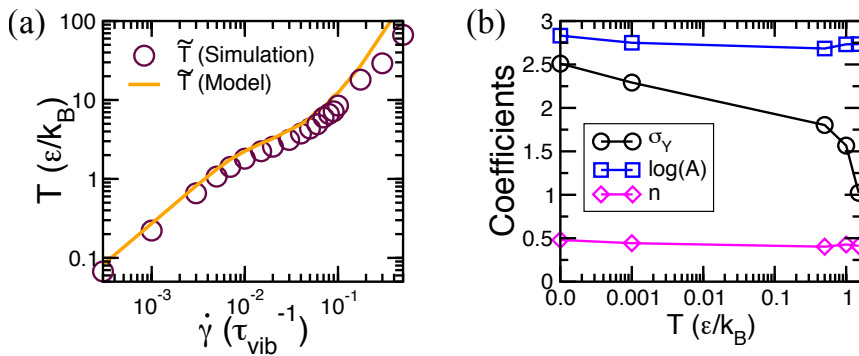 (a)
100
10
1
0.1
T (ε/k_B)
T̃ (Simulation)
T̃ (Model)
10^-3
10^-2
10^-1
γ̇ (τ_vib^-1)
(b)
3
2.5
2
1.5
1
0.5
0
Coefficients
σ_Y
log(A)
n
0.0
0.001
0.01
0.1
1
T (ε/k_B)